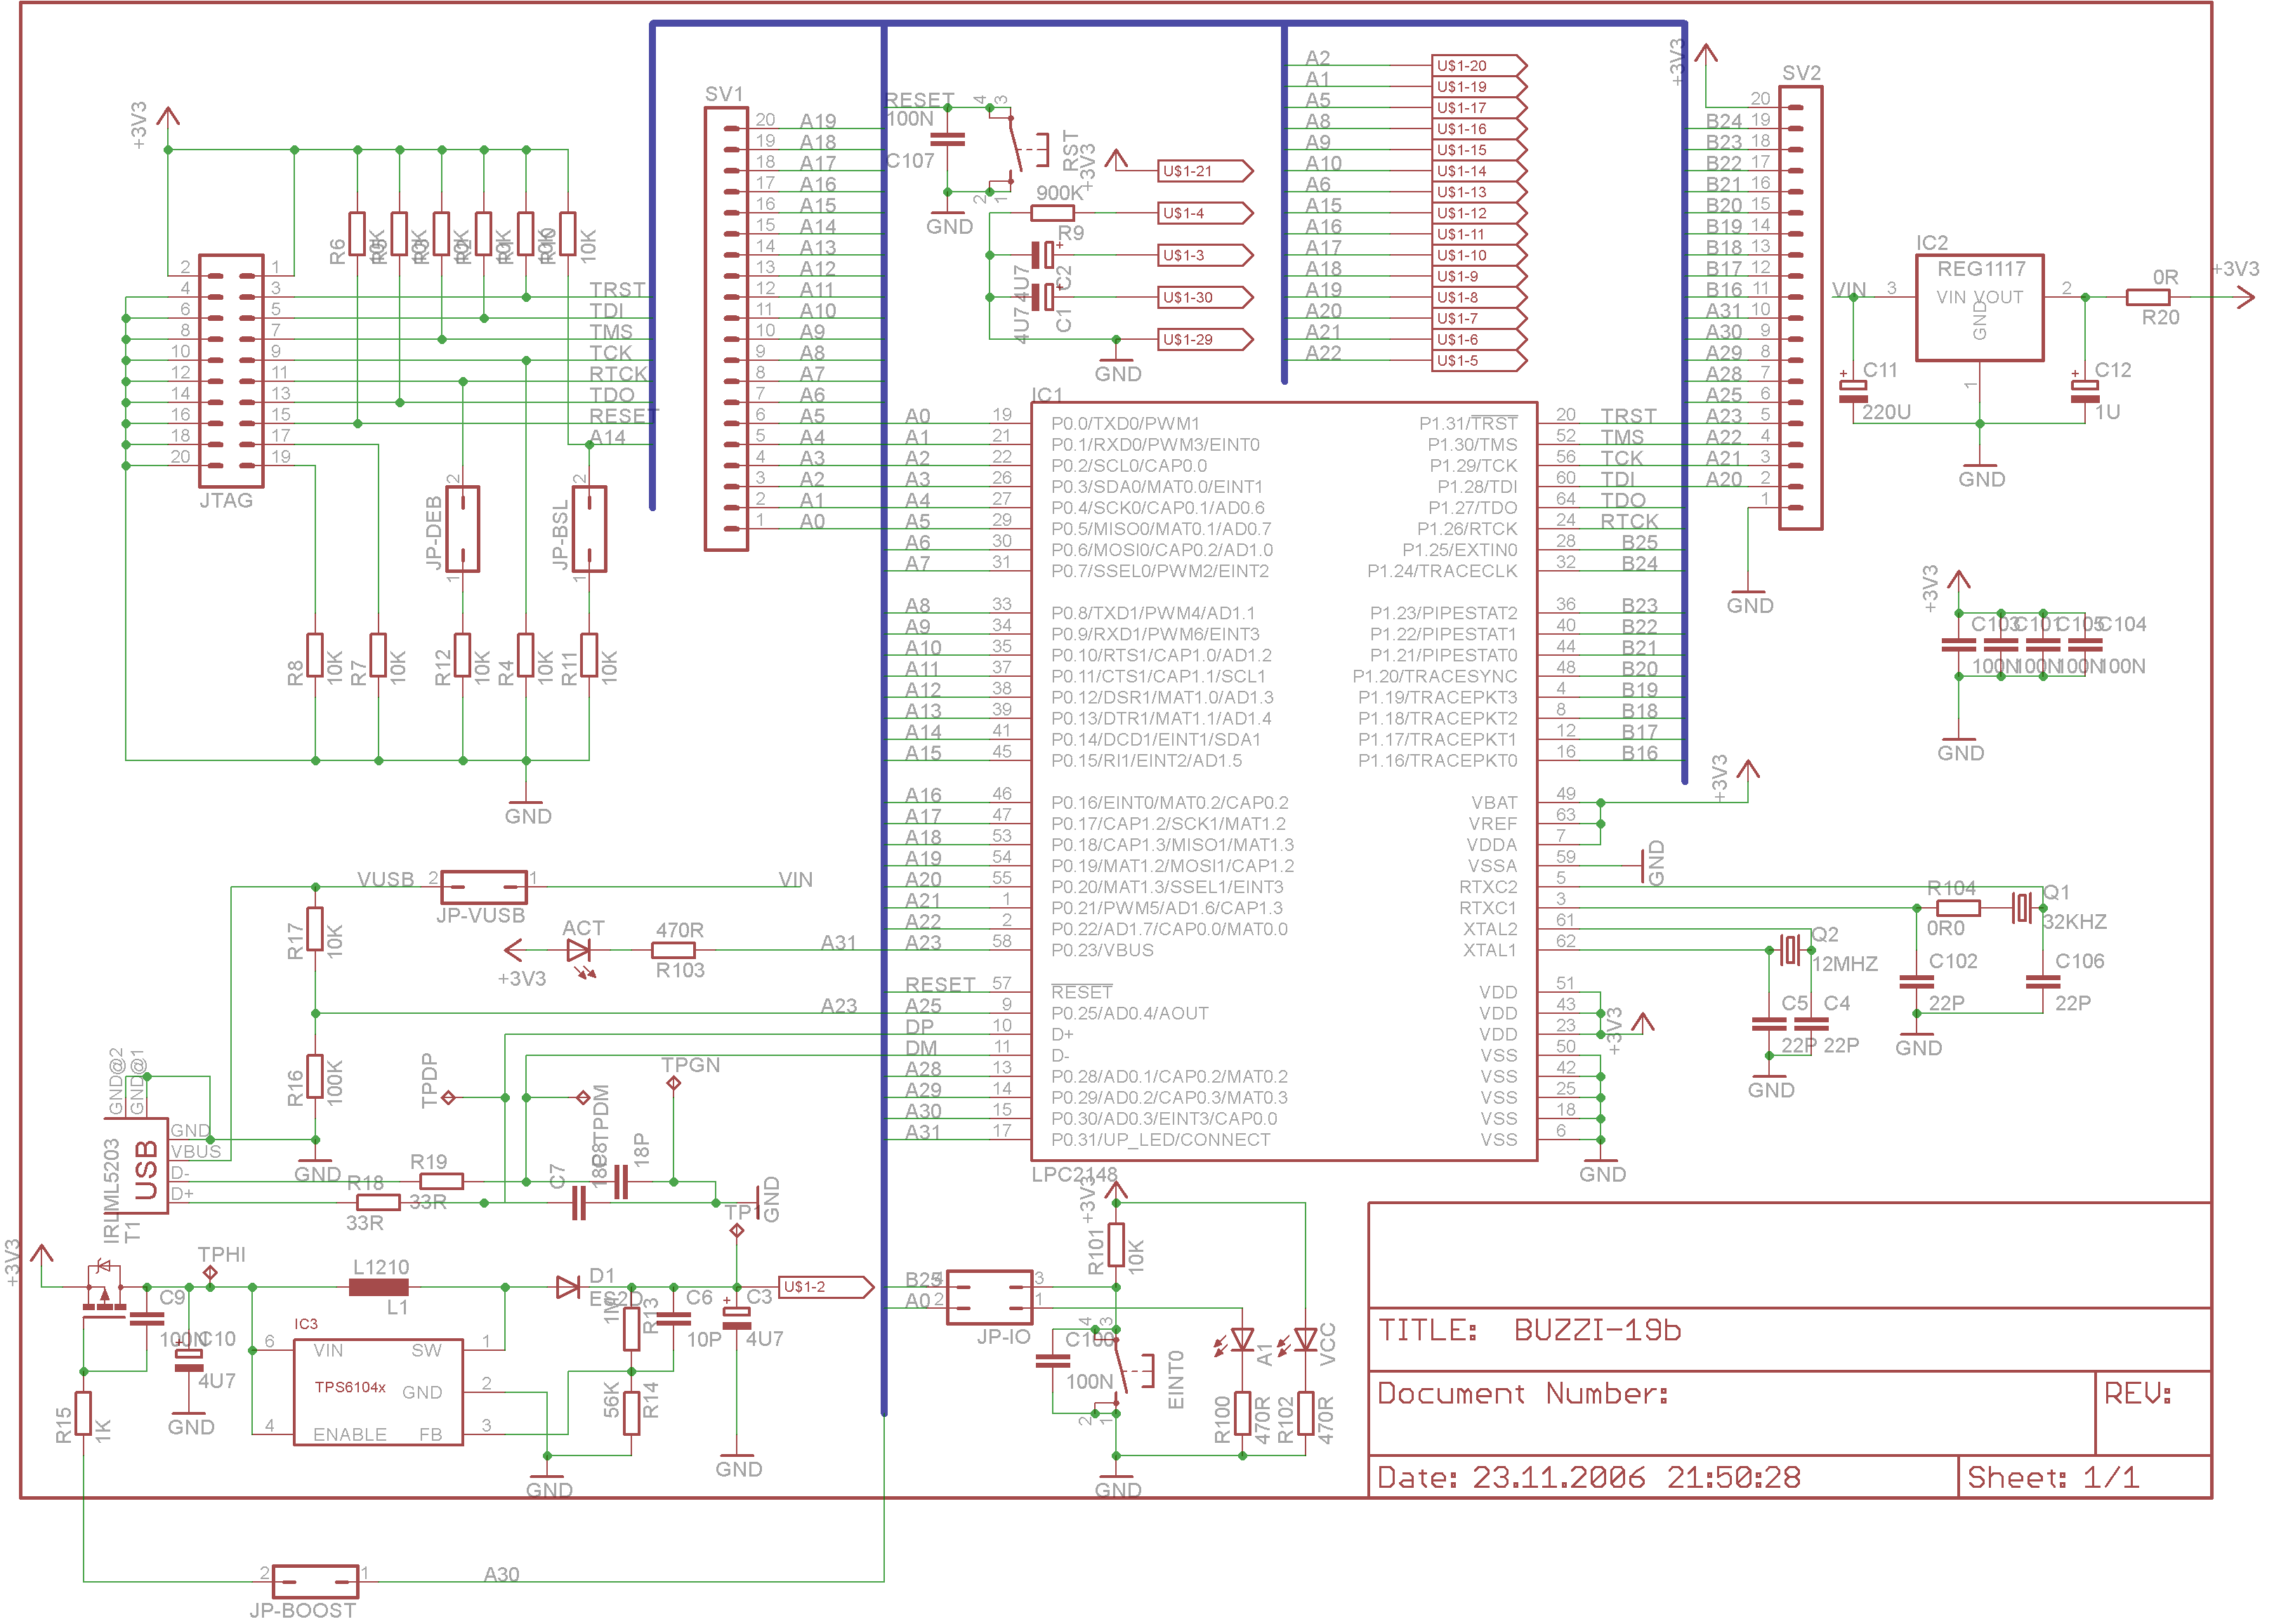 +3V3
JTAG
2 1
4 3
6 5
8 7
10 9
12 11
14 13
16 15
18 17
20 19
R6
10K
TRST
TDI
TMS
TCK
RTCK
TDO
RESET
A14
JP-DEB
2
1
JP-BSL
2
1
R8
10K
R7
10K
R12
10K
R4
10K
R11
10K
GND
SV1
20 A19
19 A18
18 A17
17 A16
16 A15
15 A14
14 A13
13 A12
12 A11
11 A10
10 A9
9 A8
8 A7
7 A6
6 A5
5 A4
4 A3
3 A2
2 A1
1 A0
RESET
100N
C107
4 3
2 1
RST
GND
+3V3
U$1-21
900K
R9
U$1-4
4U7
C2
U$1-3
4U7
C1
U$1-30
U$1-29
GND
A2 U$1-20
A1 U$1-19
A5 U$1-17
A8 U$1-16
A9 U$1-15
A10 U$1-14
A6 U$1-13
A15 U$1-12
A16 U$1-11
A17 U$1-10
A18 U$1-9
A19 U$1-8
A20 U$1-7
A21 U$1-6
A22 U$1-5
+3V3
SV2
20
B24 19
B23 18
B22 17
B21 16
B20 15
B19 14
B18 13
B17 12
B16 11
A31 10
A30 9
A29 8
A28 7
A25 6
A23 5
A22 4
A21 3
A20 2
1
GND
IC2
REG1117
VIN VOUT
GND
VIN 3
2
1
0R
R20
+3V3
C11
220U
C12
1U
GND
+3V3
C103 C101 C105 C104
100N 100N 100N 100N
GND
IC1
A0 19 P0.0/TXD0/PWM1
A1 21 P0.1/RXD0/PWM3/EINT0
A2 22 P0.2/SCL0/CAP0.0
A3 26 P0.3/SDA0/MAT0.0/EINT1
A4 27 P0.4/SCK0/CAP0.1/AD0.6
A5 29 P0.5/MISO0/MAT0.1/AD0.7
A6 30 P0.6/MOSI0/CAP0.2/AD1.0
A7 31 P0.7/SSEL0/PWM2/EINT2
A8 33 P0.8/TXD1/PWM4/AD1.1
A9 34 P0.9/RXD1/PWM6/EINT3
A10 35 P0.10/RTS1/CAP1.0/AD1.2
A11 37 P0.11/CTS1/CAP1.1/SCL1
A12 38 P0.12/DSR1/MAT1.0/AD1.3
A13 39 P0.13/DTR1/MAT1.1/AD1.4
A14 41 P0.14/DCD1/EINT1/SDA1
A15 45 P0.15/RI1/EINT2/AD1.5
A16 46 P0.16/EINT0/MAT0.2/CAP0.2
A17 47 P0.17/CAP1.2/SCK1/MAT1.2
A18 53 P0.18/CAP1.3/MISO1/MAT1.3
A19 54 P0.19/MAT1.2/MOSI1/CAP1.2
A20 55 P0.20/MAT1.3/SSEL1/EINT3
A21 1 P0.21/PWM5/AD1.6/CAP1.3
A22 2 P0.22/AD1.7/CAP0.0/MAT0.0
A23 58 P0.23/VBUS
RESET 57 RESET
A25 9 P0.25/AD0.4/AOUT
DP 10 D+
DM 11 D-
A28 13 P0.28/AD0.1/CAP0.2/MAT0.2
A29 14 P0.29/AD0.2/CAP0.3/MAT0.3
A30 15 P0.30/AD0.3/EINT3/CAP0.0
A31 17 P0.31/UP_LED/CONNECT
P1.31/TRST 20 TRST
P1.30/TMS 52 TMS
P1.29/TCK 56 TCK
P1.28/TDI 60 TDI
P1.27/TDO 64 TDO
P1.26/RTCK 24 RTCK
P1.25/EXTIN0 28 B25
P1.24/TRACECLK 32 B24
P1.23/PIPESTAT2 36 B23
P1.22/PIPESTAT1 40 B22
P1.21/PIPESTAT0 44 B21
P1.20/TRACESYNC 48 B20
P1.19/TRACEPKT3 4 B19
P1.18/TRACEPKT2 8 B18
P1.17/TRACEPKT1 12 B17
P1.16/TRACEPKT0 16 B16
VBAT 49
VREF 63
VDDA 7
VSSA 59
RTXC2 5
RTXC1 3
XTAL2 61
XTAL1 62
VDD 51
VDD 43
VDD 23
VSS 50
VSS 42
VSS 25
VSS 18
VSS 6
LPC2148
+3V3
GND
+3V3
GND
R104
0R0
Q1
32KHZ
Q2
12MHZ
C102
22P
C106
22P
GND
C5 C4
22P 22P
GND
VUSB 2 1 VIN
JP-VUSB
R17
10K
ACT
+3V3
470R
R103
A31
A23
R16
100K
GND
GND@2
GND@1
USB
GND
VBUS
D-
D+
TPDP
TPDM
TPGN
R19
33R
R18
33R
C7
18P
GND
IRLML5203
T1
+3V3
TPHI
L1210
L1
C9
100N
C10
4U7
GND
R15
1K
IC3
TPS6104x
6 VIN SW 1
GND 2
4 ENABLE FB 3
D1
R13
56K
R14
C6
10P
C3
4U7
U$1-2
GND
GND
JP-BOOST
2 1
A30
B25 4 3
A0 2 1
JP-IO
+3V3
R101
10K
C100
100N
4 3
2 1
EINT0
A1
VCC
R100
470R
R102
470R
GND
TITLE: BUZZI-19b
Document Number:
REV:
Date: 23.11.2006 21:50:28
Sheet: 1/1